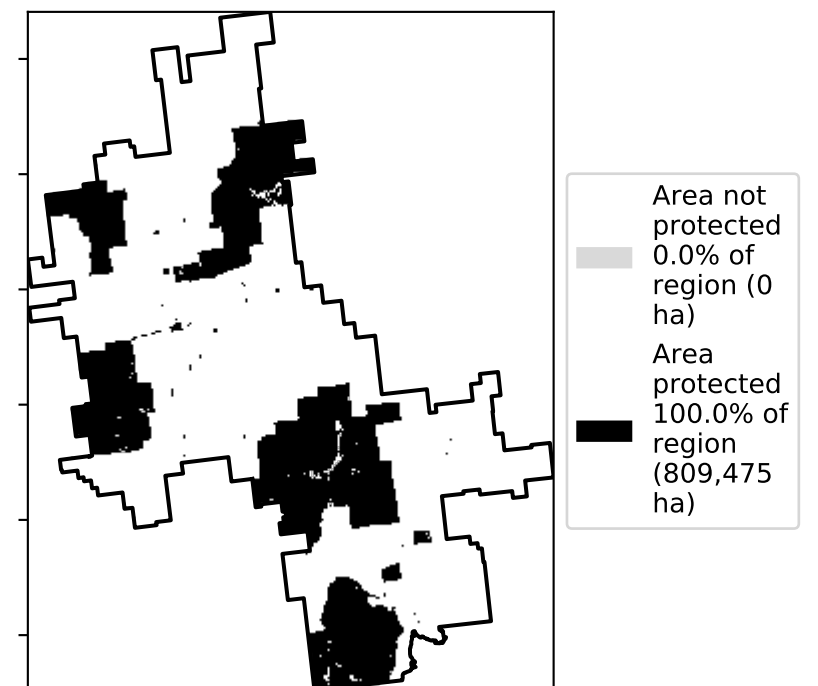 Area not
protected
0.0% of
region (0
ha)
Area
protected
100.0% of
region
(809,475
ha)